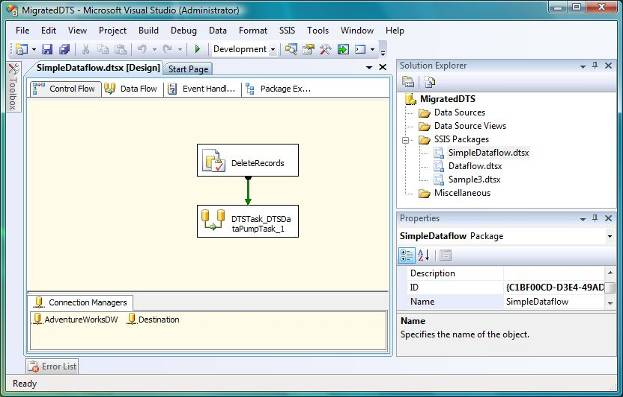 MigratedDTS - Microsoft Visual Studio (Administrator)
File Edit View Project Build Debug Data Format SSIS Tools Window Help
Development
Toolbox
SimpleDataflow.dtsx [Design] Start Page
Control Flow Data Flow Event Handl... Package Ex...
DeleteRecords
DTSTask_DTSDa
taPumpTask_1
Connection Managers
AdventureWorksDW Destination
Error List
Ready
Solution Explorer
MigratedDTS
Data Sources
Data Source Views
SSIS Packages
SimpleDataflow.dtsx
Dataflow.dtsx
Sample3.dtsx
Miscellaneous
Properties
SimpleDataflow Package
Description
ID {C1BF00CD-D3E4-49AD
Name SimpleDataflow
Name
Specifies the name of the object.